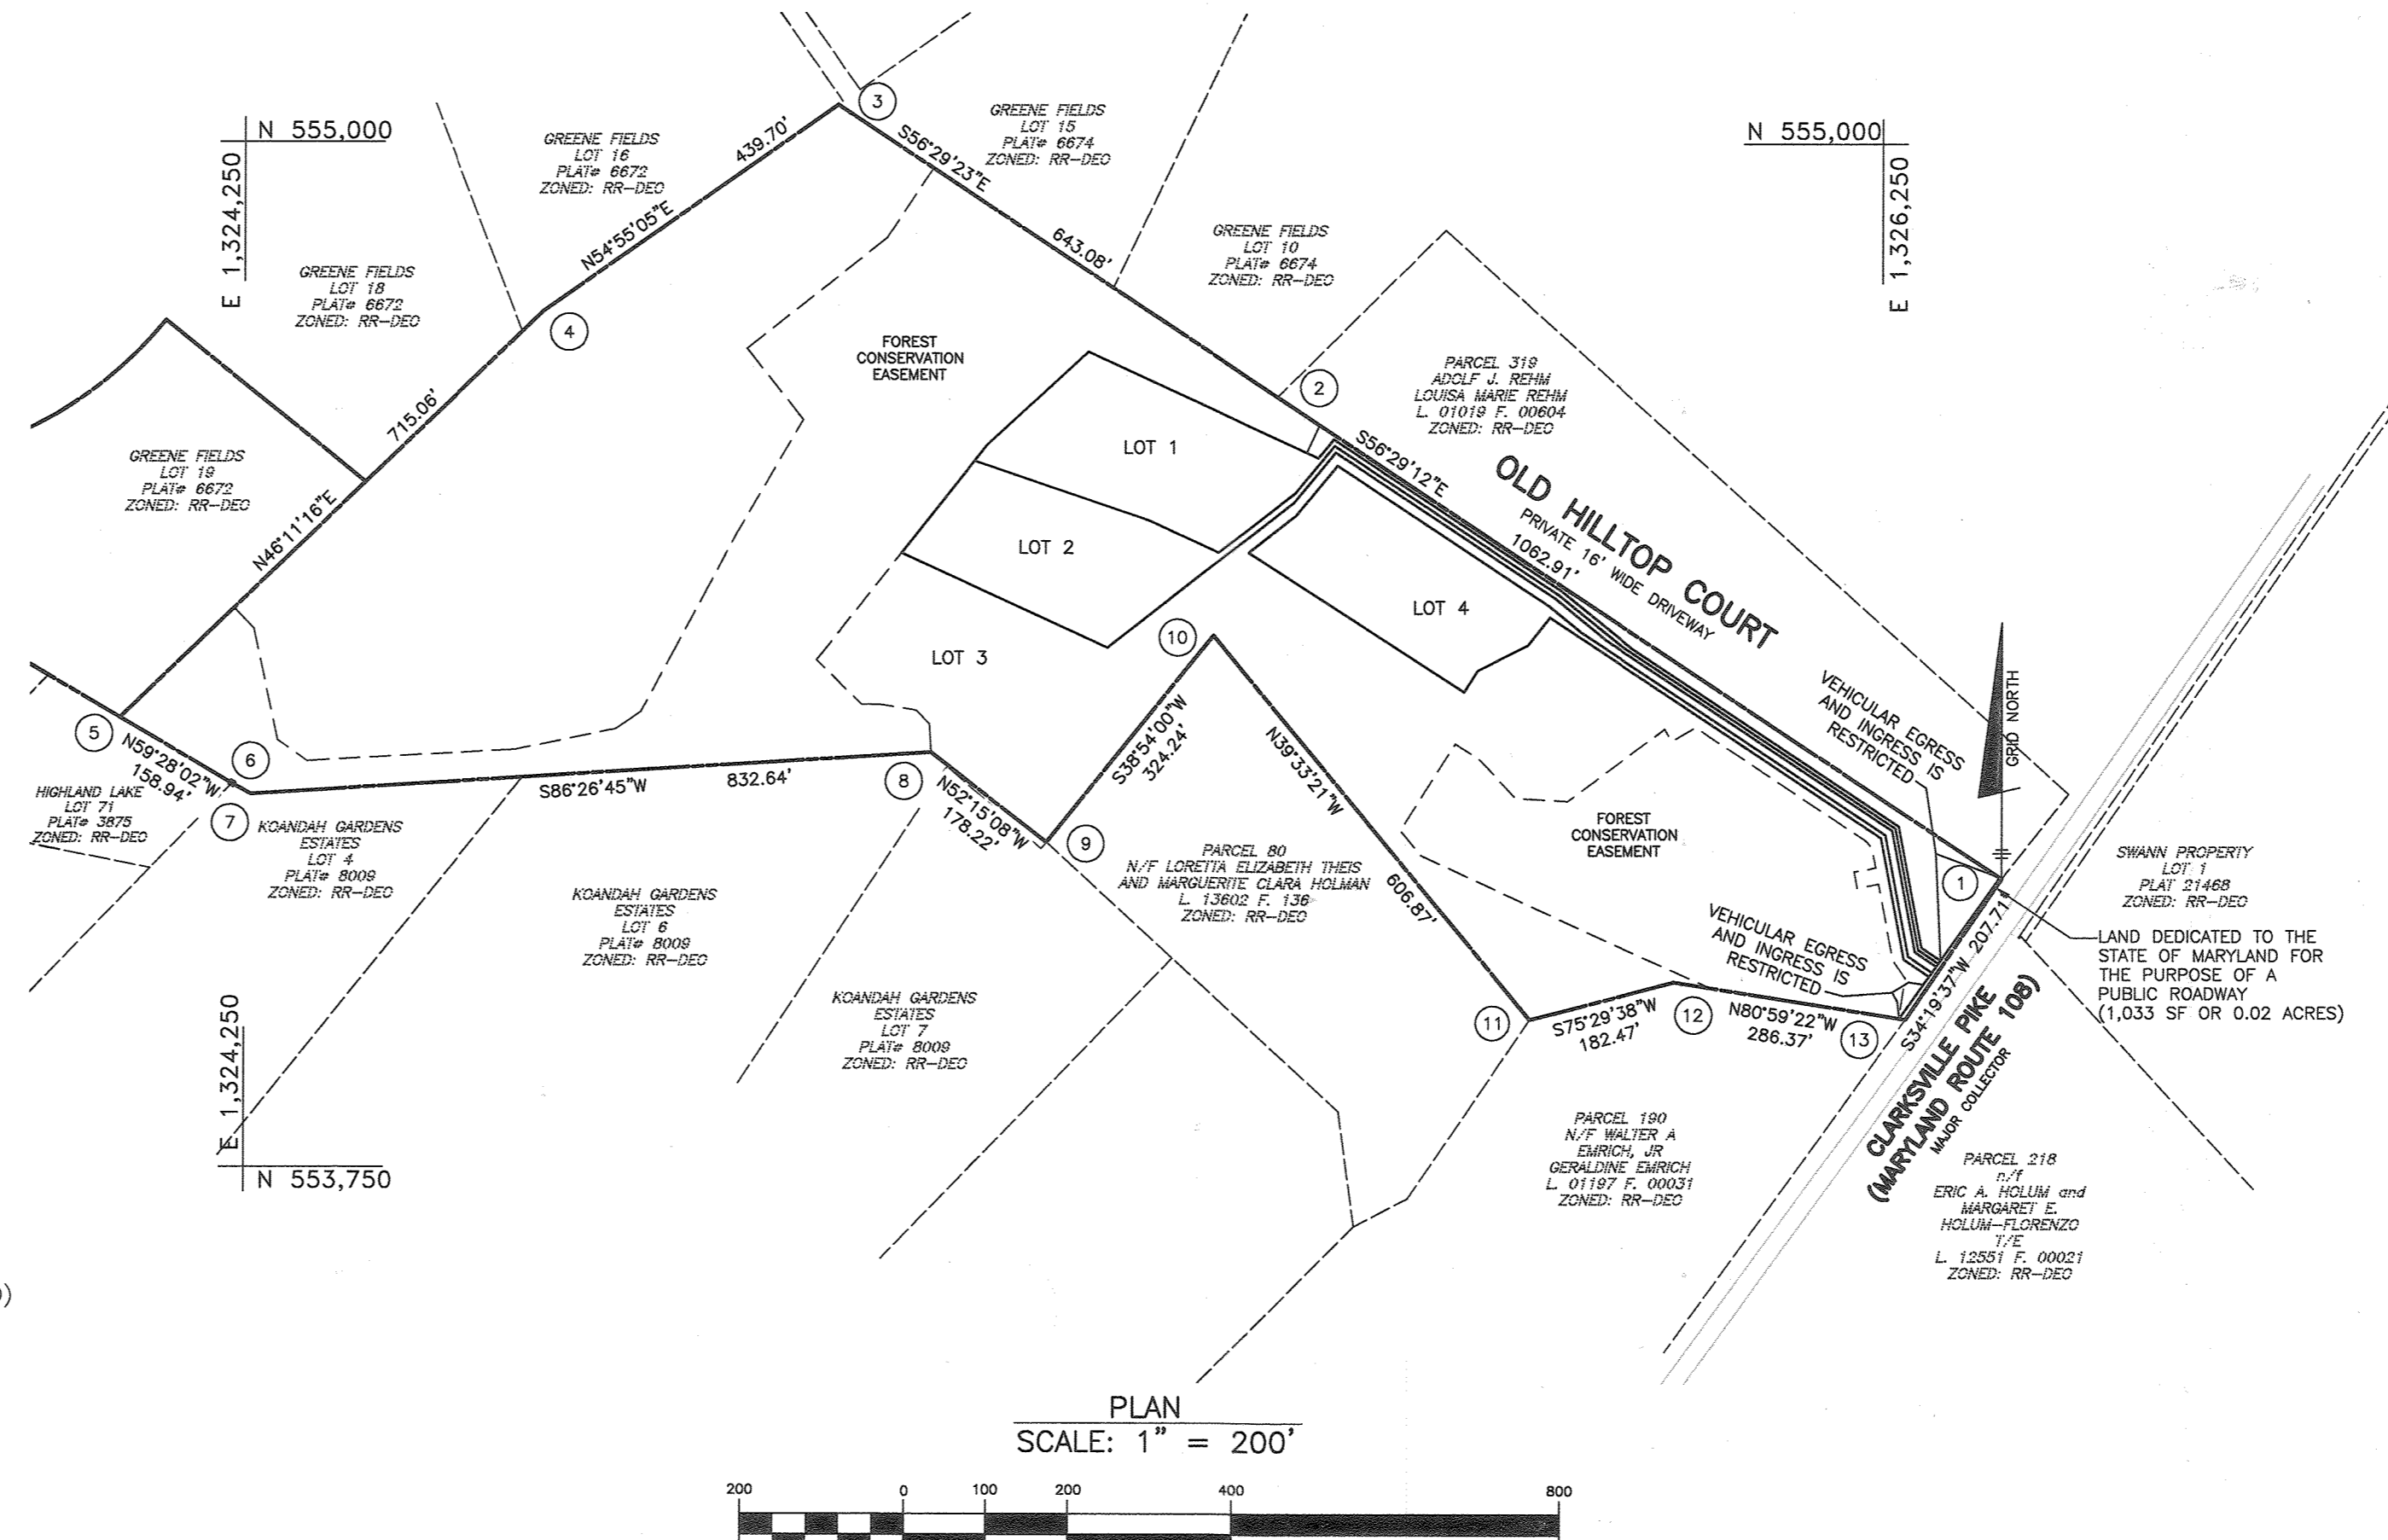 3
N 555,000
E 1,324,250
GREENE FIELDS
LOT 16
PLAT# 6672
ZONED: RR-DEO
439.70'
N54°55'05"E
S56°29'23"E
643.08'
GREENE FIELDS
LOT 15
PLAT# 6674
ZONED: RR-DEO
N 555,000
E 1,326,250
GREENE FIELDS
LOT 10
PLAT# 6674
ZONED: RR-DEO
GREENE FIELDS
LOT 18
PLAT# 6672
ZONED: RR-DEO
4
715.06'
N46°11'16"E
FOREST
CONSERVATION
EASEMENT
2
PARCEL 319
ADOLF J. REHM
LOUISA MARIE REHM
L. 01019 F. 00604
ZONED: RR-DEO
GREENE FIELDS
LOT 19
PLAT# 6672
ZONED: RR-DEO
LOT 1
LOT 2
LOT 3
LOT 4
S56°29'12"E
1062.91'
OLD HILLTOP COURT
PRIVATE 16' WIDE DRIVEWAY
10
VEHICULAR EGRESS
AND INGRESS IS
RESTRICTED
GRID NORTH
5
N59°28'02"W
158.94'
6
7
S86°26'45"W
832.64'
8
N52°15'08"W
178.22'
9
S38°54'00"W
324.24'
N39°33'21"W
606.87'
HIGHLAND LAKE
LOT 71
PLAT# 3875
ZONED: RR-DEO
KOANDAH GARDENS
ESTATES
LOT 4
PLAT# 8009
ZONED: RR-DEO
KOANDAH GARDENS
ESTATES
LOT 6
PLAT# 8009
ZONED: RR-DEO
PARCEL 80
N/F LORETTA ELIZABETH THEIS
AND MARGUERITE CLARA HOLMAN
L. 13602 F. 136
ZONED: RR-DEO
FOREST
CONSERVATION
EASEMENT
1
SWANN PROPERTY
LOT 1
PLAT 21468
ZONED: RR-DEO
VEHICULAR EGRESS
AND INGRESS IS
RESTRICTED
LAND DEDICATED TO THE
STATE OF MARYLAND FOR
THE PURPOSE OF A
PUBLIC ROADWAY
(1,033 SF OR 0.02 ACRES)
KOANDAH GARDENS
ESTATES
LOT 7
PLAT# 8009
ZONED: RR-DEO
11
S75°29'38"W
182.47'
12
N80°59'22"W
286.37'
13
S34°19'37"W 207.71'
CLARKSVILLE PIKE
(MARYLAND ROUTE 108)
MAJOR COLLECTOR
E 1,324,250
N 553,750
PARCEL 190
N/F WALTER A
EMRICH, JR
GERALDINE EMRICH
L. 01197 F. 00031
ZONED: RR-DEO
PARCEL 218
n/f
ERIC A. HOLUM and
MARGARET E.
HOLUM-FLORENZO
T/E
L. 12551 F. 00021
ZONED: RR-DEO
)
PLAN
SCALE: 1" = 200'
200 0 100 200 400 800